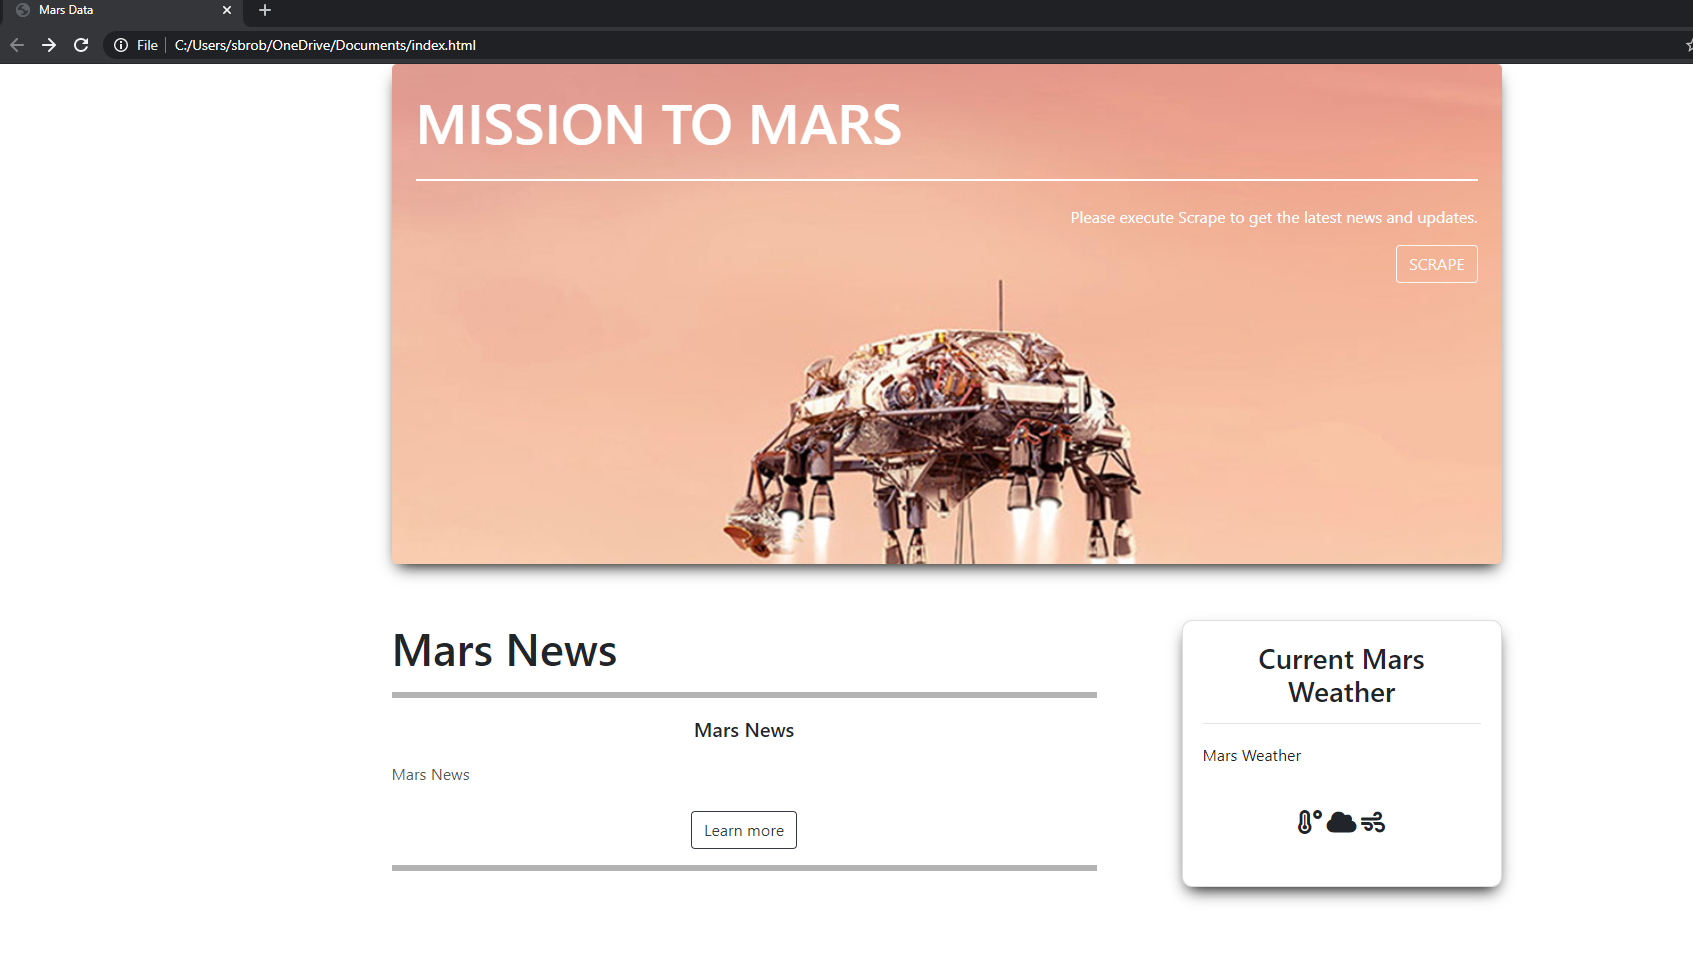 Mars Data
File
C:/Users/sbrob/OneDrive/Documents/index.html
MISSION TO MARS
Please execute Scrape to get the latest news and updates.
SCRAPE
Mars News
Mars News
Mars News
Learn more
Current Mars
Weather
Mars Weather